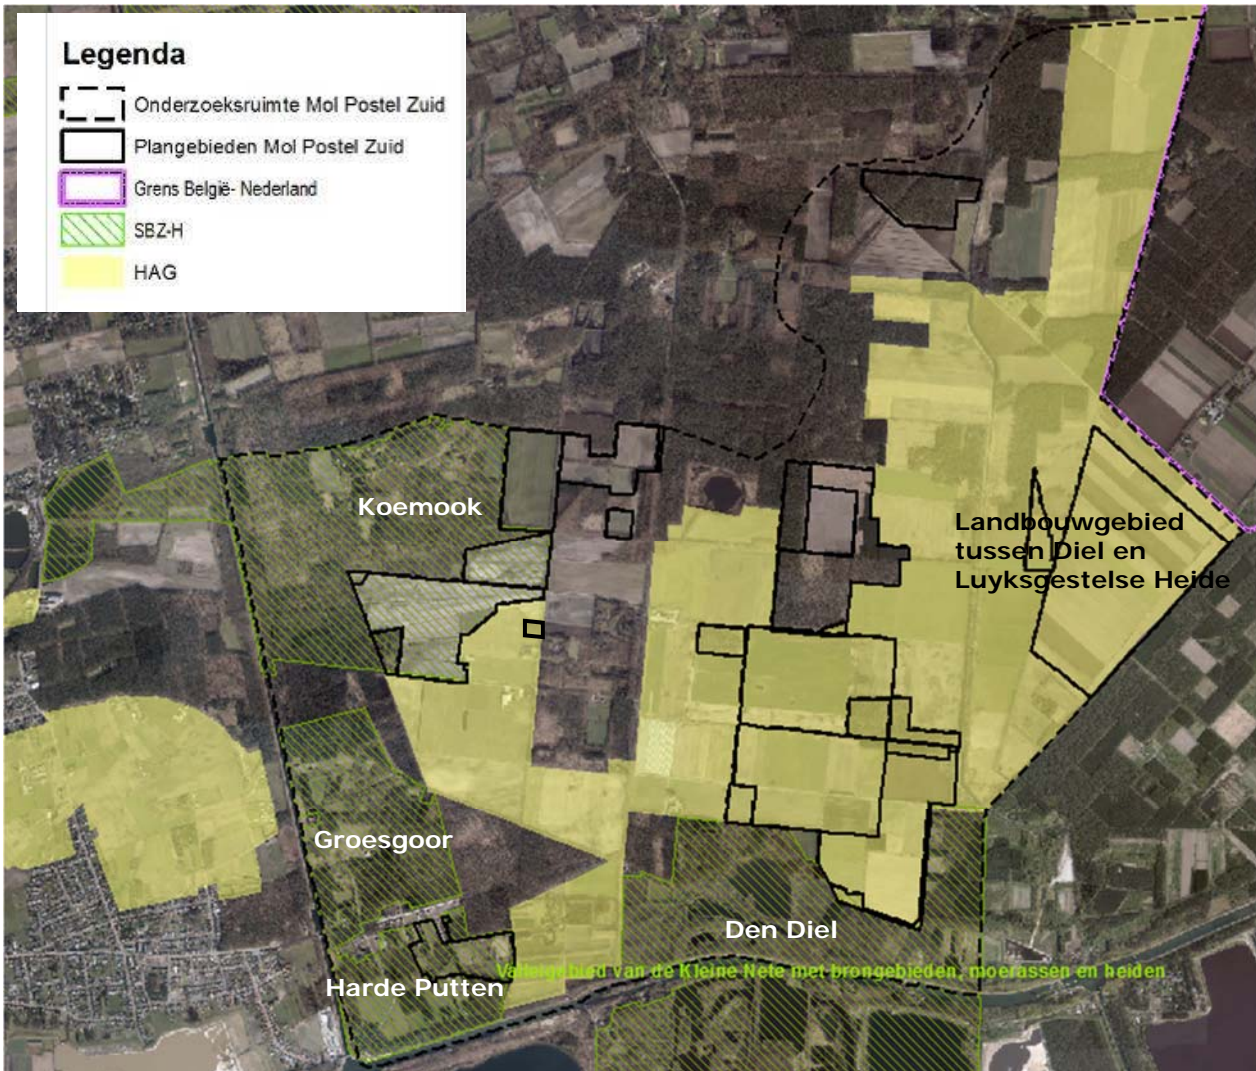 Legenda
Onderzoeksruimte Mol Postel Zuid
Plangebieden Mol Postel Zuid
Grens België- Nederland
SBZ-H
HAG
Koemook
Landbouwgebied
tussen Diel en
Luyksgestelse Heide
Groesgoor
Den Diel
Valleigebied van de Kleine Nete met brongebieden, moerassen en heiden
Harde Putten